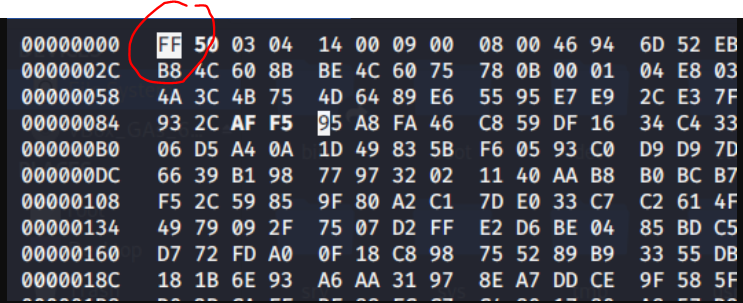 00000000 FF 50 03 04 14 00 09 00 08 00 46 94 6D 52 EB
0000002C B8 4C 60 8B BE 4C 60 75 78 0B 00 01 04 E8 03
00000058 4A 3C 4B 75 4D 64 89 E6 55 95 E7 E9 2C E3 7F
00000084 93 2C AF F5 95 A8 FA 46 C8 59 DF 16 34 C4 33
000000B0 06 D5 A4 0A 1D 49 83 5B F6 05 93 C0 D9 D9 7D
000000DC 66 39 B1 98 77 97 32 02 11 40 AA B8 B0 BC B7
00000108 F5 2C 59 85 9F 80 A2 C1 7D E0 33 C7 C2 61 4F
00000134 49 79 09 2F 75 07 D2 FF E2 D6 BE 04 85 BD C5
00000160 D7 72 FD A0 0F 18 C8 98 75 52 89 B9 33 55 DB
0000018C 18 1B 6E 93 A6 AA 31 97 8E A7 DD CE 9F 58 5F